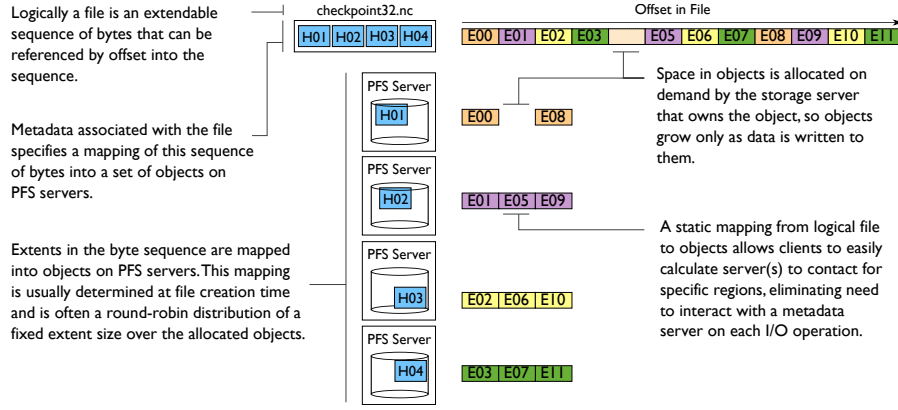 Logically a file is an extendable
sequence of bytes that can be
referenced by offset into the
sequence.
checkpoint32.nc
H01 H02 H03 H04
Offset in File
E00 E01 E02 E03 E05 E06 E07 E08 E09 E10 E11
Metadata associated with the file
specifies a mapping of this sequence
of bytes into a set of objects on
PFS servers.
Extents in the byte sequence are mapped
into objects on PFS servers. This mapping
is usually determined at file creation time
and is often a round-robin distribution of a
fixed extent size over the allocated objects.
PFS Server
H01
E00 E08
PFS Server
H02
E01 E05 E09
PFS Server
H03
E02 E06 E10
PFS Server
H04
E03 E07 E11
Space in objects is allocated on
demand by the storage server
that owns the object, so objects
grow only as data is written to
them.
A static mapping from logical file
to objects allows clients to easily
calculate server(s) to contact for
specific regions, eliminating need
to interact with a metadata
server on each I/O operation.